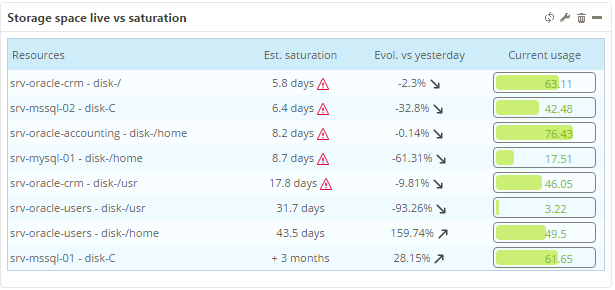 Storage space live vs saturation
Resources Est. saturation Evol. vs yesterday Current usage
srv-oracle-crm - disk-/ 5.8 days -2.3% 63.11
srv-mssql-02 - disk-C 6.4 days -32.8% 42.48
srv-oracle-accounting - disk-/home 8.2 days -0.14% 76.43
srv-mysql-01 - disk-/home 8.7 days -61.31% 17.51
srv-oracle-crm - disk-/usr 17.8 days -9.81% 46.05
srv-oracle-users - disk-/usr 31.7 days -93.26% 3.22
srv-oracle-users - disk-/home 43.5 days 159.74% 49.5
srv-mssql-01 - disk-C + 3 months 28.15% 61.65